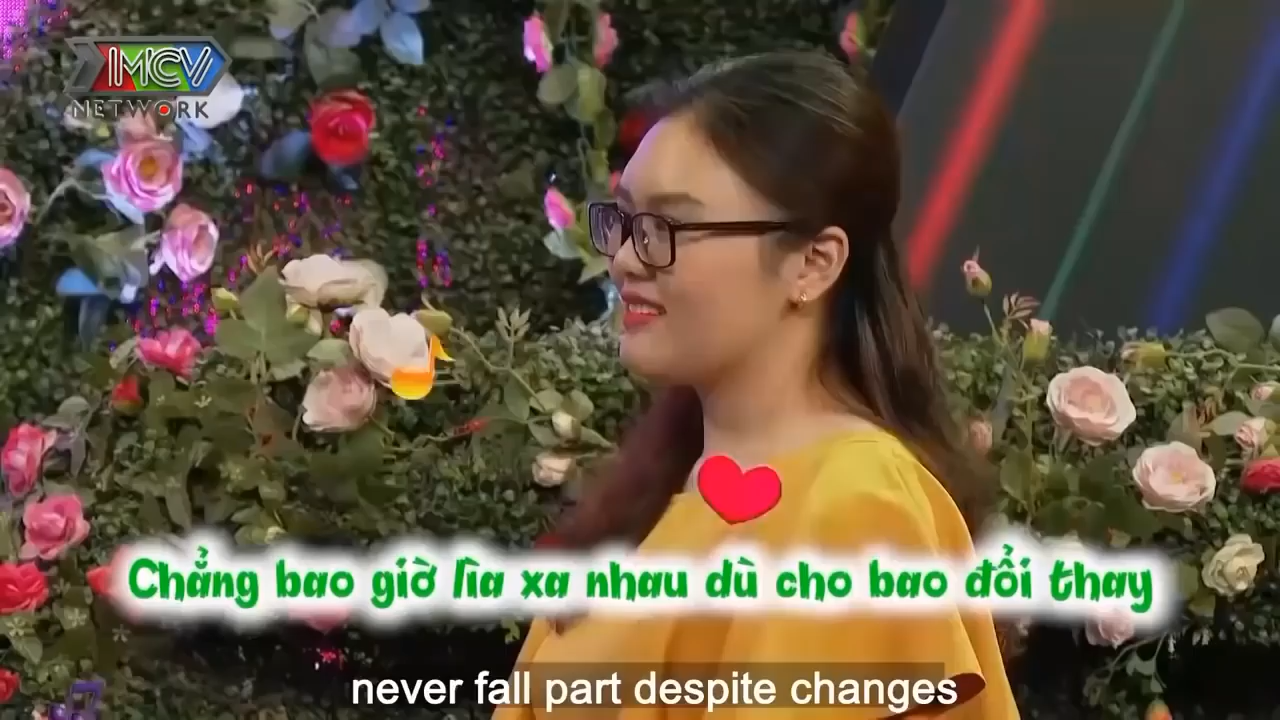 MCV
NETWORK
Chẳng bao giờ lìa xa nhau dù cho bao đổi thay
never fall part despite changes